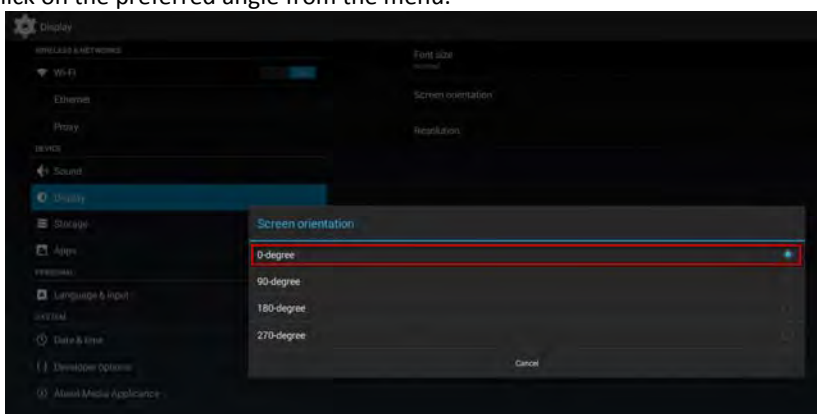 lick on the preferred angle from the menu.
Display
WIRELESS & NETWORKS
Wi-Fi
Ethernet
Proxy
DEVICE
Sound
Display
Storage
Apps
PERSONAL
Language & input
SYSTEM
Date & time
Developer options
About Media Applicance
Font size
Screen orientation
Resolution
Screen orientation
0-degree
90-degree
180-degree
270-degree
Cancel